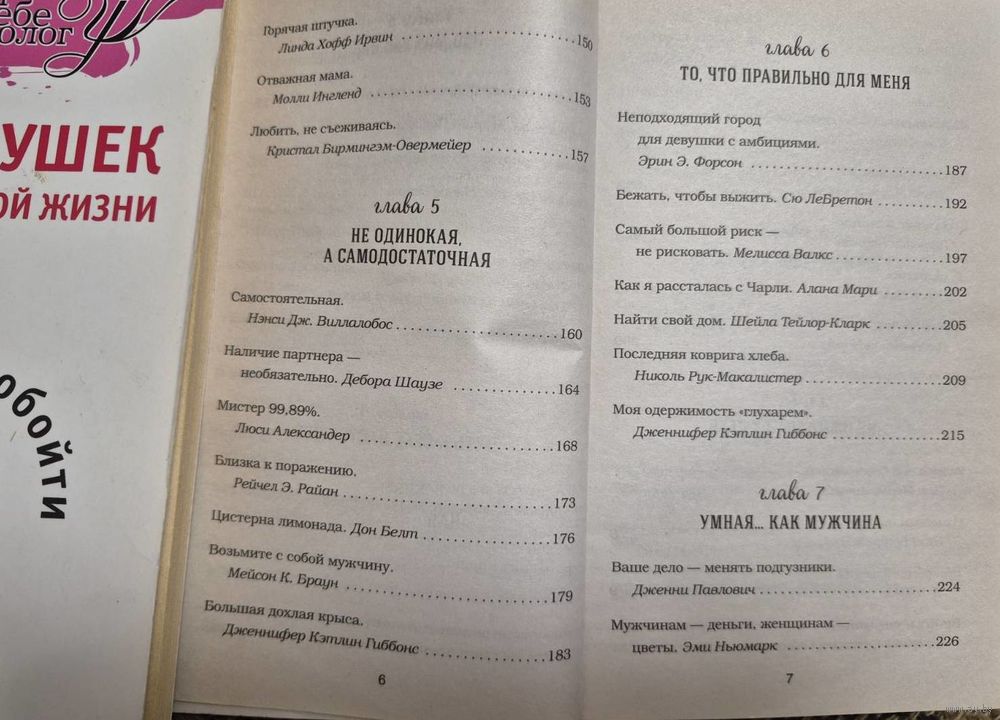 ебе
олог
УШЕК
ОЙ ЖИЗНИ
обойти
Горячая штучка.
Линда Хофф Ирвин ........ 150
Отважная мама.
Молли Ингленд ........ 153
Любить, не съеживаясь.
Кристал Бирмингэм-Овермейер ........ 157
глава 5
НЕ ОДИНОКАЯ,
А САМОДОСТАТОЧНАЯ
Самостоятельная.
Нэнси Дж. Виллалобос ........ 160
Наличие партнера —
необязательно. Дебора Шаузе ........ 164
Мистер 99,89%.
Люси Александер ........ 168
Близка к поражению.
Рейчел Э. Райан ........ 173
Цистерна лимонада. Дон Белт ........ 176
Возьмите с собой мужчину.
Мейсон К. Браун ........ 179
Большая дохлая крыса.
Дженнифер Кэтлин Гиббонс ........ 183
6
глава 6
ТО, ЧТО ПРАВИЛЬНО ДЛЯ МЕНЯ
Неподходящий город
для девушки с амбициями.
Эрин Э. Форсон ........ 187
Бежать, чтобы выжить. Сю ЛеБретон ........ 192
Самый большой риск —
не рисковать. Мелисса Валкс ........ 197
Как я рассталась с Чарли. Алана Мари ........ 202
Найти свой дом. Шейла Тейлор-Кларк ........ 205
Последняя коврига хлеба.
Николь Рук-Макалистер ........ 209
Моя одержимость «глухарем».
Дженнифер Кэтлин Гиббонс ........ 215
глава 7
УМНАЯ... КАК МУЖЧИНА
Ваше дело — менять подгузники.
Дженни Павлович ........ 224
Мужчинам — деньги, женщинам —
цветы. Эми Ньюмарк ........ 226
7